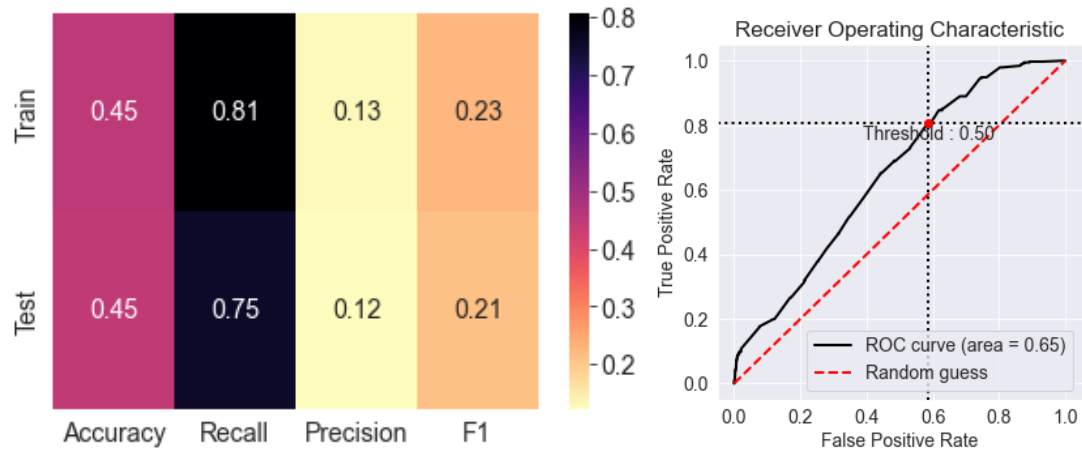 Train
0.45
0.81
0.13
0.23
Test
0.45
0.75
0.12
0.21
Accuracy
Recall
Precision
F1
0.8
0.7
0.6
0.5
0.4
0.3
0.2
Receiver Operating Characteristic
True Positive Rate
1.0
0.8
0.6
0.4
0.2
0.0
Threshold : 0.50
ROC curve (area = 0.65)
Random guess
0.0
0.2
0.4
0.6
0.8
1.0
False Positive Rate